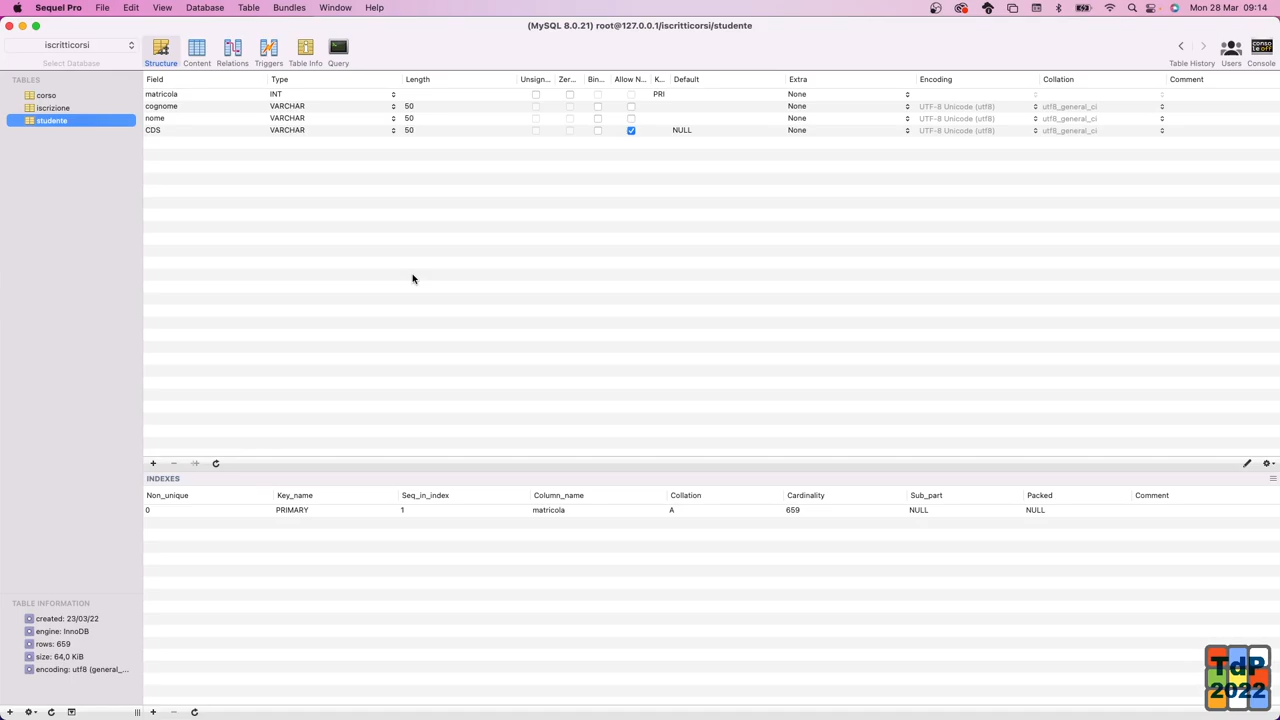 Sequel Pro File Edit View Database Table Bundles Window Help Mon 28 Mar 09:14
(MySQL 8.0.21) root@127.0.0.1/iscritticorsi/studente
iscritticorsi
Select Database
Structure Content Relations Triggers Table Info Query Table History Users Console
TABLES
corso
iscrizione
studente
Field Type Length Unsign... Zer... Bin... Allow N... K... Default Extra Encoding Collation Comment
matricola INT PRI None
cognome VARCHAR 50 None UTF-8 Unicode (utf8) utf8_general_ci
nome VARCHAR 50 None UTF-8 Unicode (utf8) utf8_general_ci
CDS VARCHAR 50 NULL None UTF-8 Unicode (utf8) utf8_general_ci
INDEXES
Non_unique Key_name Seq_in_index Column_name Collation Cardinality Sub_part Packed Comment
0 PRIMARY 1 matricola A 659 NULL NULL
TABLE INFORMATION
created: 23/03/22
engine: InnoDB
rows: 659
size: 64,0 KiB
encoding: utf8 (general_...
TdP
2022